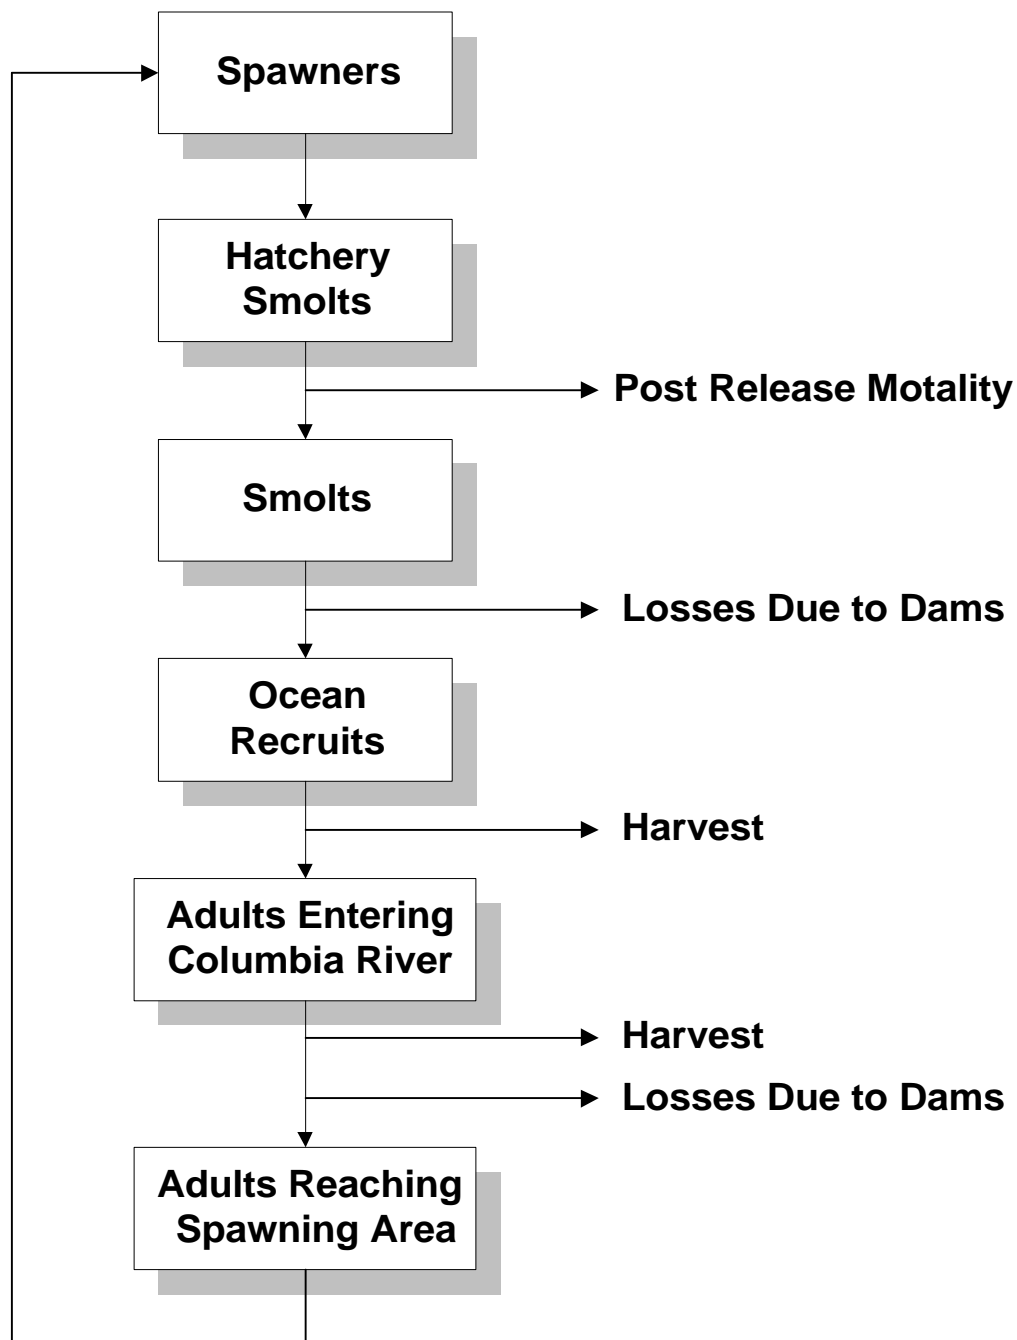 Spawners
Hatchery
Smolts
Post Release Motality
Smolts
Losses Due to Dams
Ocean
Recruits
Harvest
Adults Entering
Columbia River
Harvest
Losses Due to Dams
Adults Reaching
Spawning Area